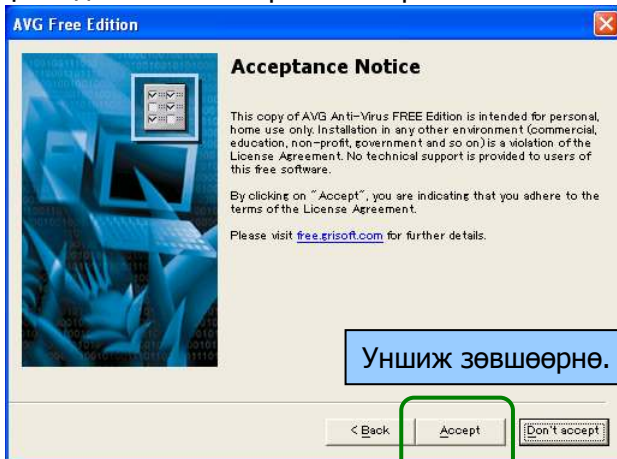 AVG Free Edition
Acceptance Notice
This copy of AVG Anti-Virus FREE Edition is intended for personal,
home use only. Installation in any other environment (commercial,
education, non-profit, government and so on) is a violation of the
License Agreement. No technical support is provided to users of
this free software.
By clicking on "Accept", you are indicating that you adhere to the
terms of the License Agreement.
Please visit free.grisoft.com for further details.
Уншиж зөвшөөрнө.
< Back
Accept
Don't accept